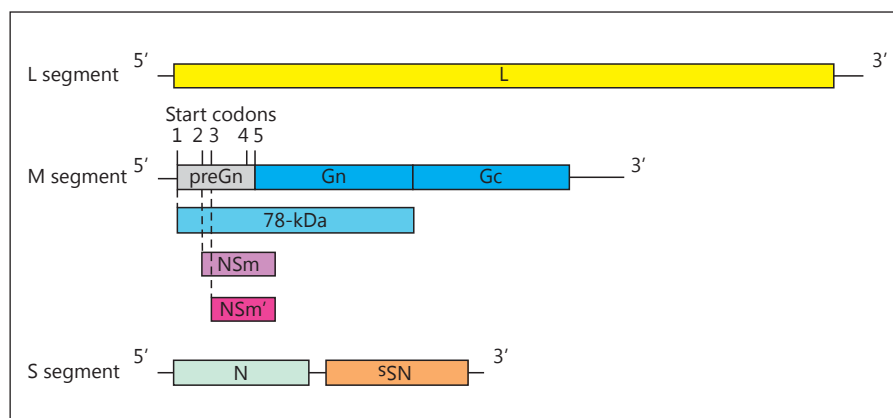 5′ 3′
L segment L
Start codons
1 2 3 4 5
5′ 3′
M segment preGn Gn Gc
78-kDa
NSm
NSm′
5′ 3′
S segment N NSs